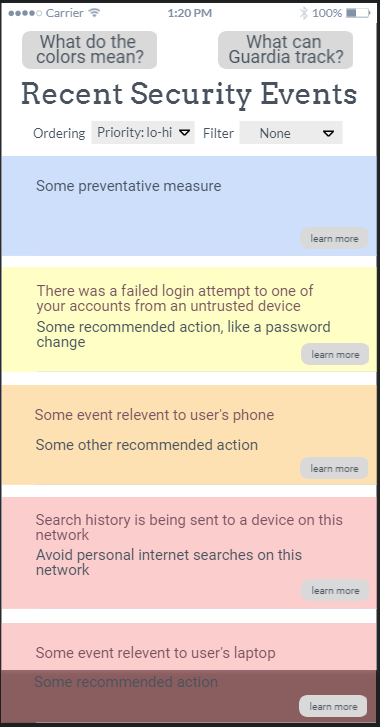 Carrier 1:20 PM 100%
What do the
colors mean?
What can
Guardia track?
Recent Security Events
Ordering Priority: lo-hi Filter None
Some preventative measure
learn more
There was a failed login attempt to one of
your accounts from an untrusted device
Some recommended action, like a password
change
learn more
Some event relevent to user's phone
Some other recommended action
learn more
Search history is being sent to a device on this
network
Avoid personal internet searches on this
network
learn more
Some event relevent to user's laptop
Some recommended action
learn more